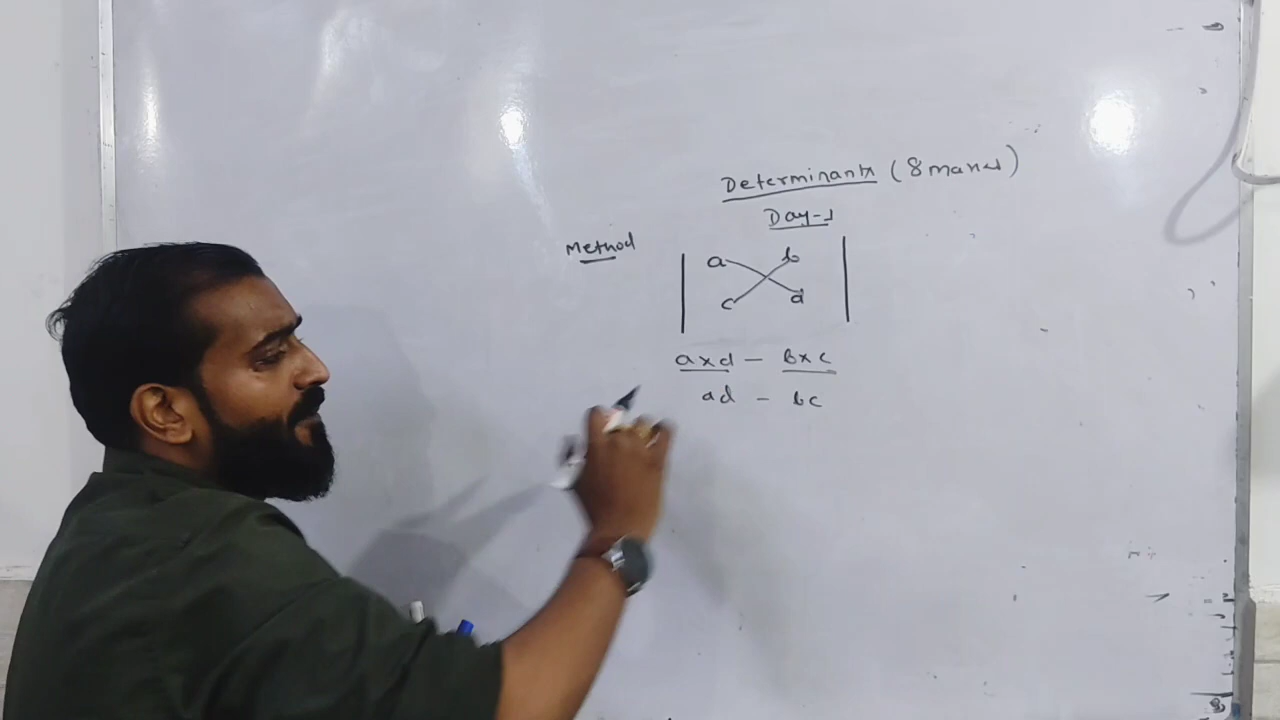 Determinants (8 marks)
Day-1
Method
a b
c d
a×d – b×c
ad – bc